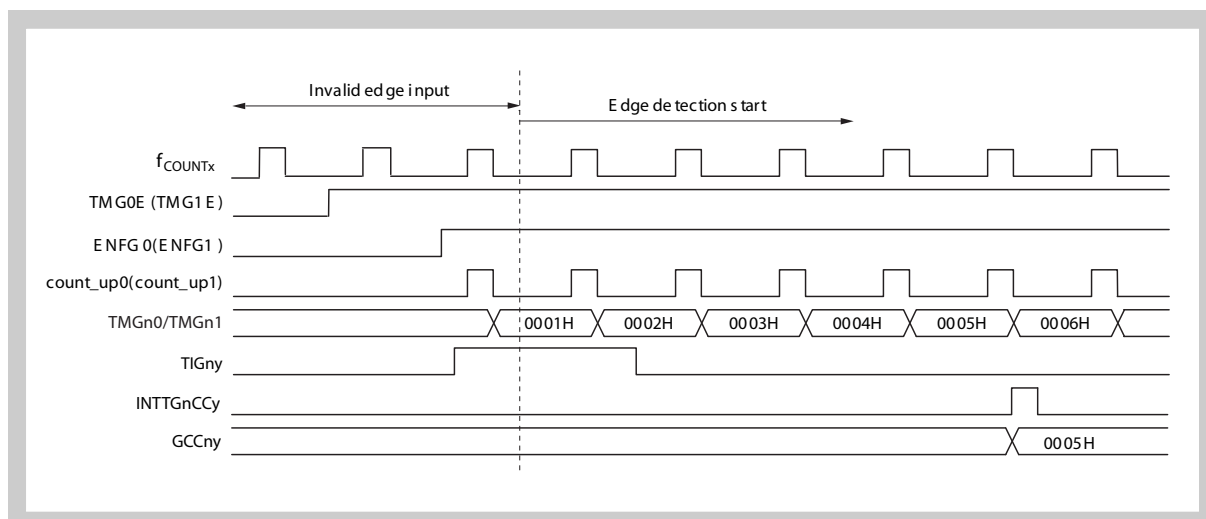 Invalid edge input
Edge detection start
fCOUNTx
TMG0E (TMG1E)
ENFG0(ENFG1)
count_up0(count_up1)
TMGn0/TMGn1 0001H 0002H 0003H 0004H 0005H 0006H
TIGny
INTTGnCCy
GCCny 0005H